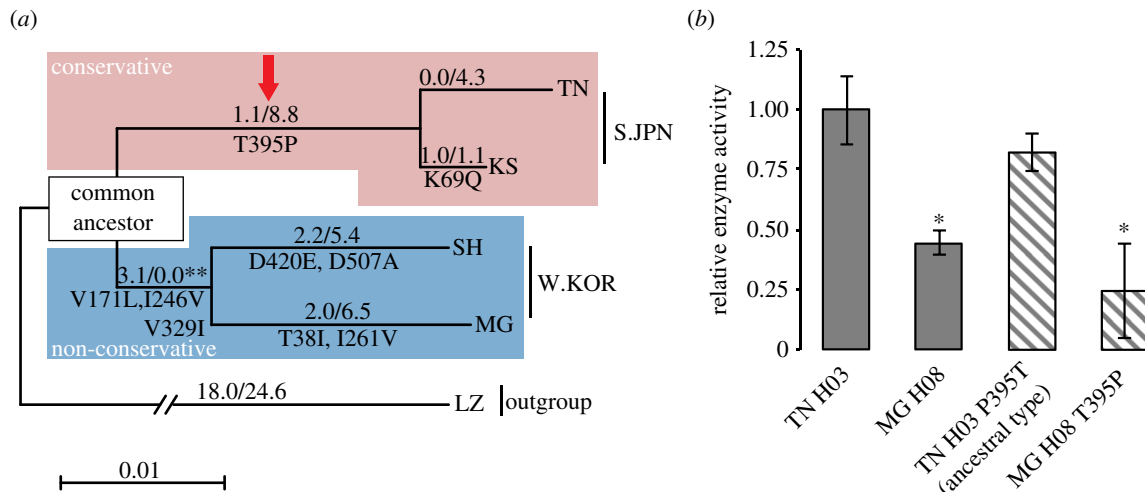 (a)
conservative
1.1/8.8
T395P
0.0/4.3
TN
1.0/1.1
KS
K69Q
S.JPN
common
ancestor
3.1/0.0**
V171L,I246V
V329I
non-conservative
2.2/5.4
SH
D420E, D507A
2.0/6.5
MG
T38I, I261V
W.KOR
18.0/24.6
LZ
outgroup
0.01
(b)
relative enzyme activity
1.25
1.00
0.75
0.50
0.25
0
*
*
TN H03
MG H08
TN H03 P395T
(ancestral type)
MG H08 T395P